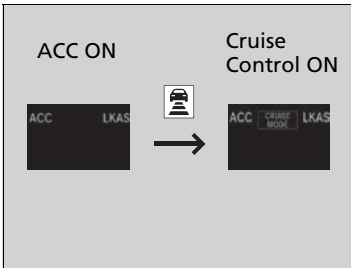 ACC ON
Cruise
Control ON
ACC
LKAS
ACC
CRUISE
MODE
LKAS